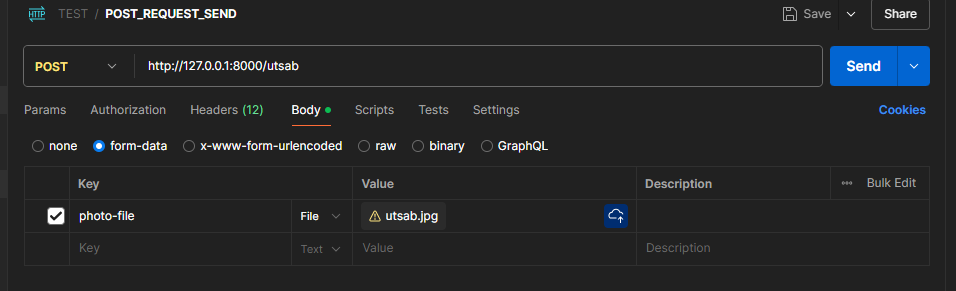 HTTP TEST / POST_REQUEST_SEND Save Share
POST http://127.0.0.1:8000/utsab Send
Params Authorization Headers (12) Body Scripts Tests Settings Cookies
none form-data x-www-form-urlencoded raw binary GraphQL
Key Value Description Bulk Edit
photo-file File utsab.jpg
Key Text Value Description